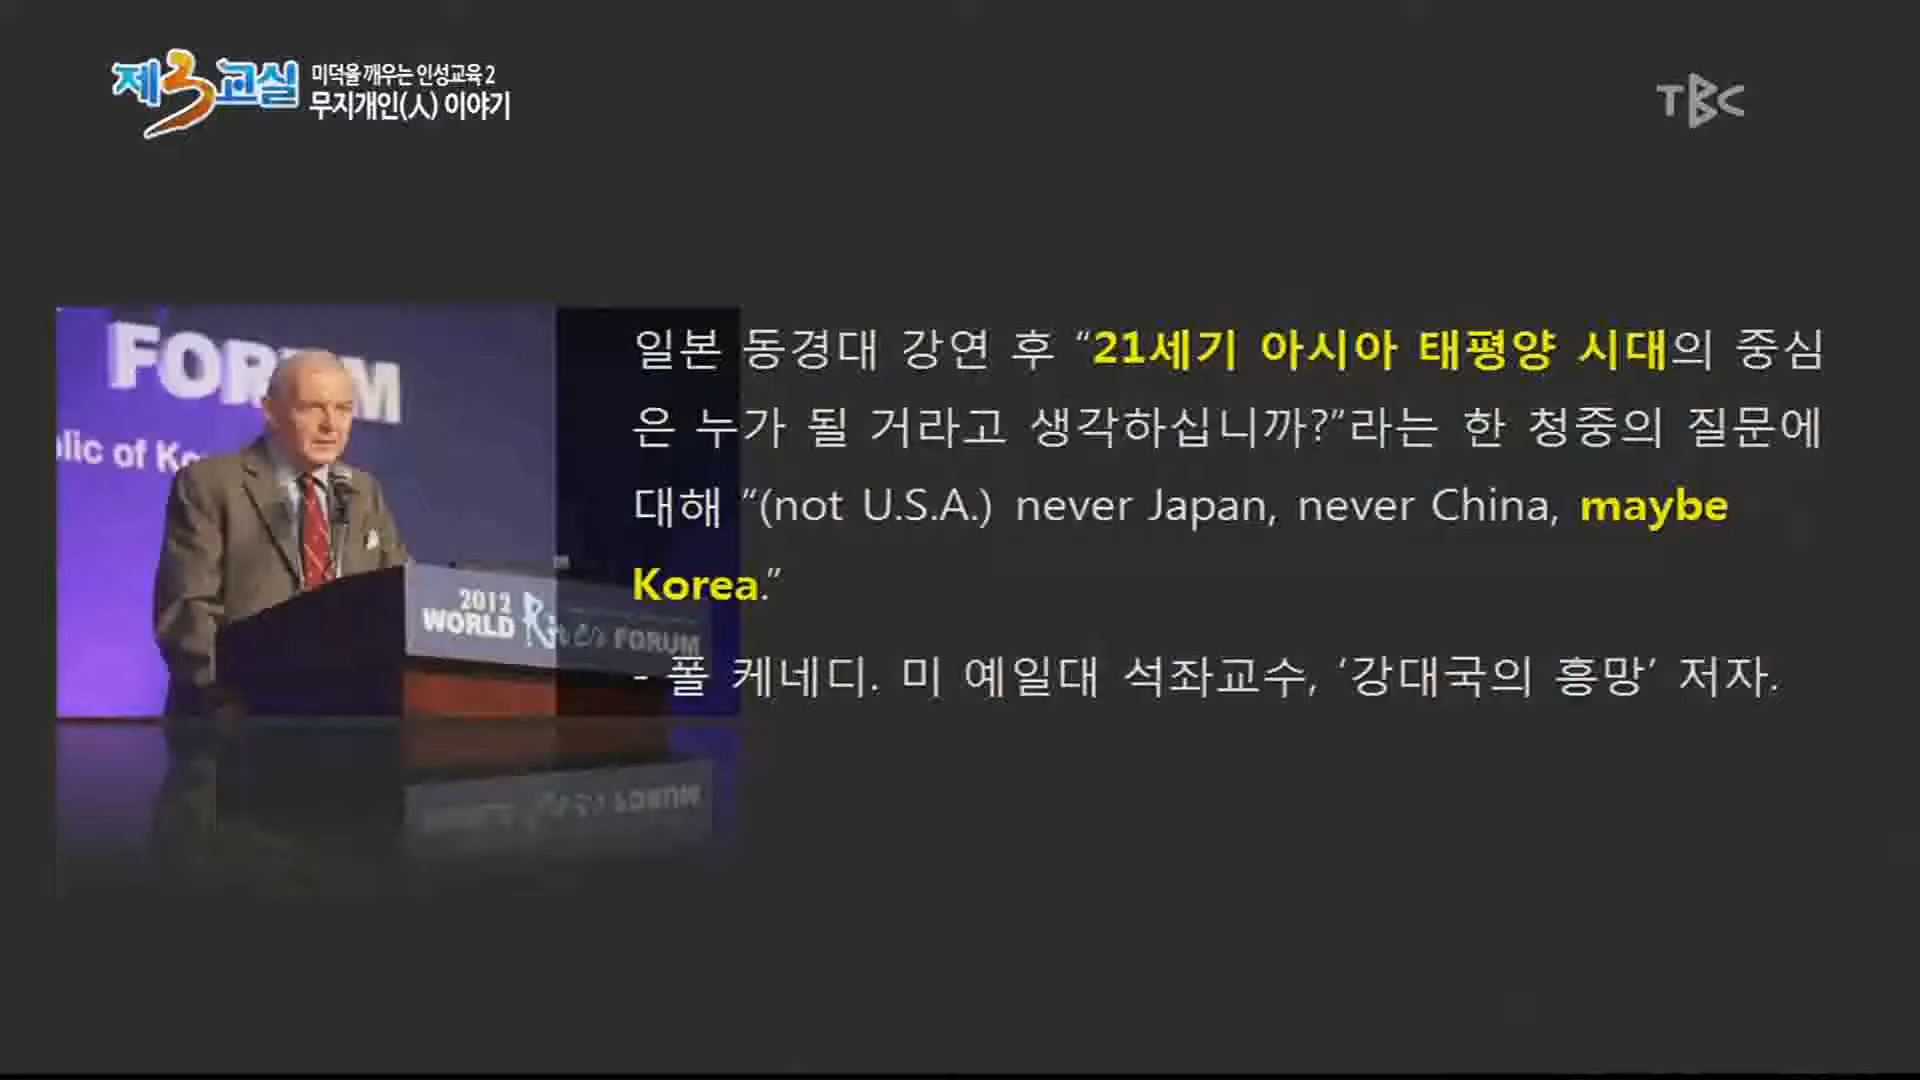 제3교실
미덕을 깨우는 인성교육 2
무지개인(人) 이야기
TBC
FORUM
blic of Ko
2012
WORLD River FORUM
일본 동경대 강연 후 “21세기 아시아 태평양 시대의 중심
은 누가 될 거라고 생각하십니까?”라는 한 청중의 질문에
대해 “(not U.S.A.) never Japan, never China, maybe
Korea.”
- 폴 케네디. 미 예일대 석좌교수, ‘강대국의 흥망’ 저자.